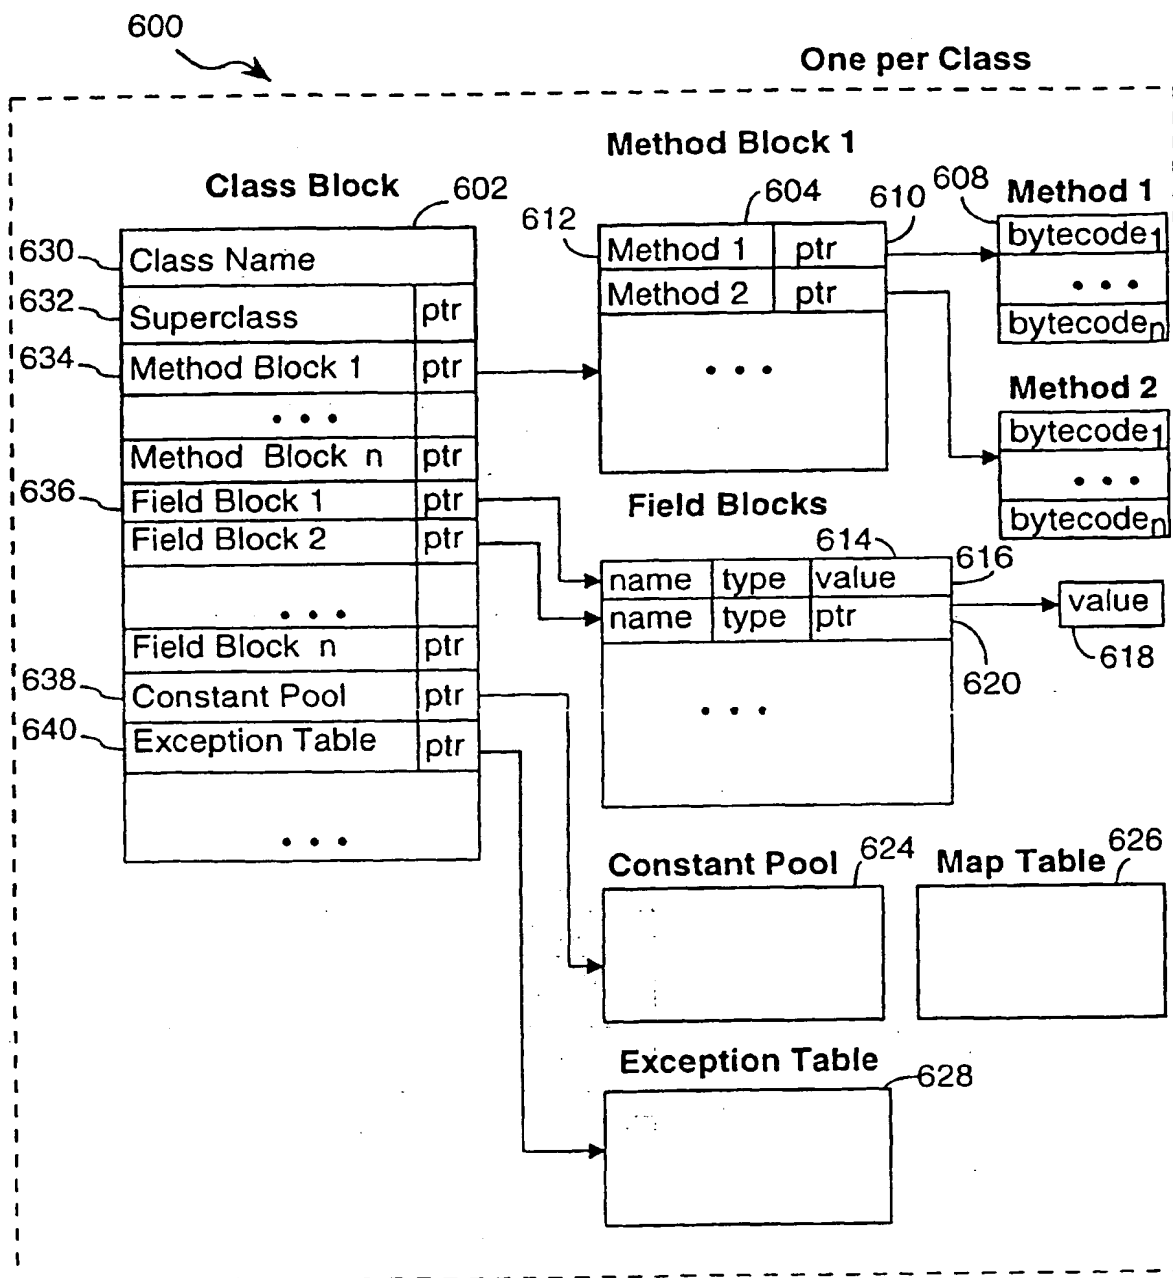 600
One per Class
Class Block
602
630
Class Name
632
Superclass ptr
634
Method Block 1 ptr
• • •
Method Block n ptr
636
Field Block 1 ptr
Field Block 2 ptr
• • •
Field Block n ptr
638
Constant Pool ptr
640
Exception Table ptr
• • •
Method Block 1
604
610
612
Method 1 ptr
Method 2 ptr
• • •
608
Method 1
bytecode1
• • •
bytecoden
Method 2
bytecode1
• • •
bytecoden
Field Blocks
614
616
name type value
name type ptr
620
• • •
value
618
Constant Pool
624
Map Table
626
Exception Table
628